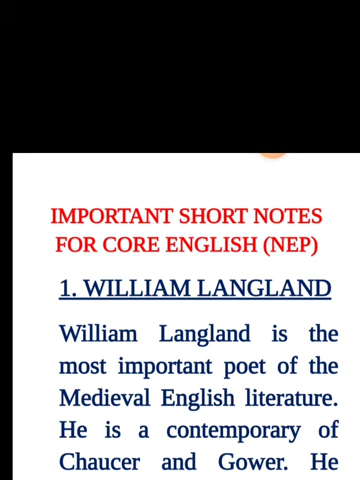 IMPORTANT SHORT NOTES
FOR CORE ENGLISH (NEP)
1. WILLIAM LANGLAND
William Langland is the
most important poet of the
Medieval English literature.
He is a contemporary of
Chaucer and Gower. He